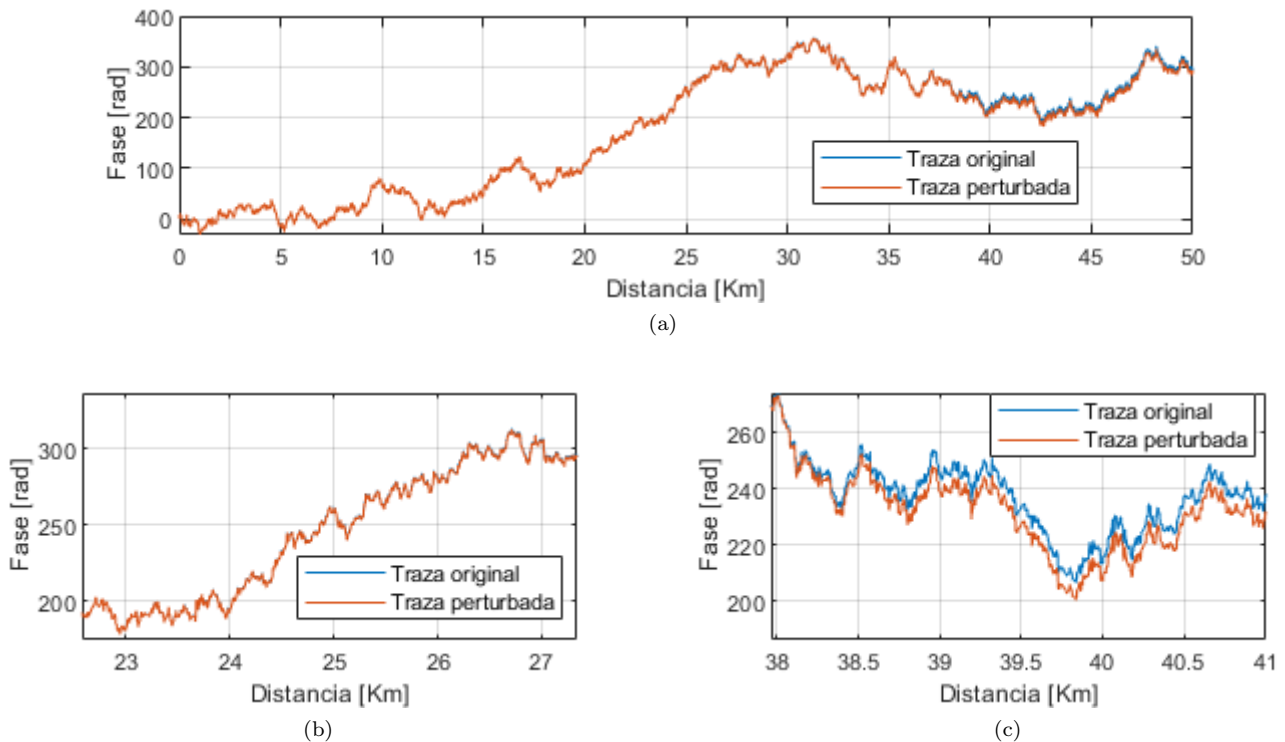 400
300
200
100
0
Fase [rad]
Traza original
Traza perturbada
0 5 10 15 20 25 30 35 40 45 50
Distancia [Km]
(a)
300
250
200
Fase [rad]
Traza original
Traza perturbada
23 24 25 26 27
Distancia [Km]
(b)
Traza original
Traza perturbada
260
240
220
200
Fase [rad]
38 38.5 39 39.5 40 40.5 41
Distancia [Km]
(c)